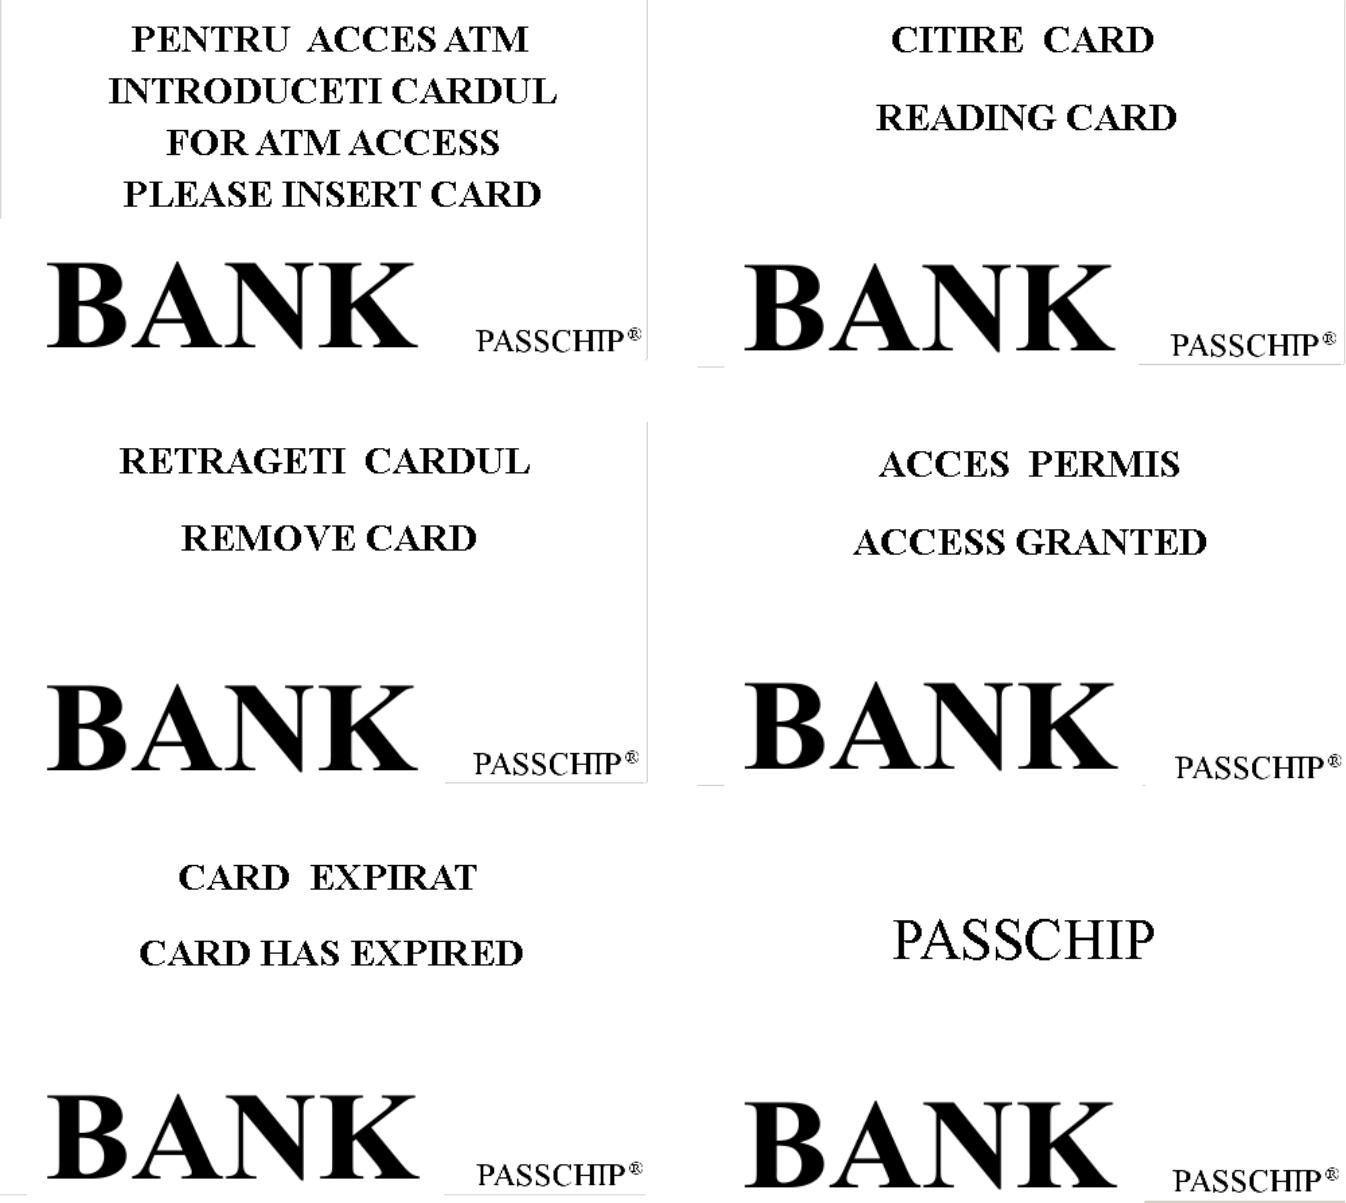 PENTRU ACCES ATM
INTRODUCETI CARDUL
FOR ATM ACCESS
PLEASE INSERT CARD
BANK
PASSCHIP®
CITIRE CARD
READING CARD
BANK
PASSCHIP®
RETRAGETI CARDUL
REMOVE CARD
BANK
PASSCHIP®
ACCES PERMIS
ACCESS GRANTED
BANK
PASSCHIP®
CARD EXPIRAT
CARD HAS EXPIRED
BANK
PASSCHIP®
PASSCHIP
BANK
PASSCHIP®